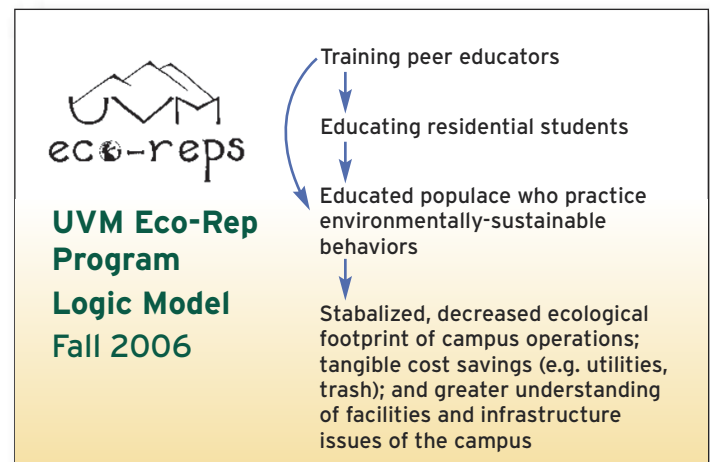 UVM
eco-reps
UVM Eco-Rep
Program
Logic Model
Fall 2006
Training peer educators
Educating residential students
Educated populace who practice
environmentally-sustainable
behaviors
Stabalized, decreased ecological
footprint of campus operations;
tangible cost savings (e.g. utilities,
trash); and greater understanding
of facilities and infrastructure
issues of the campus